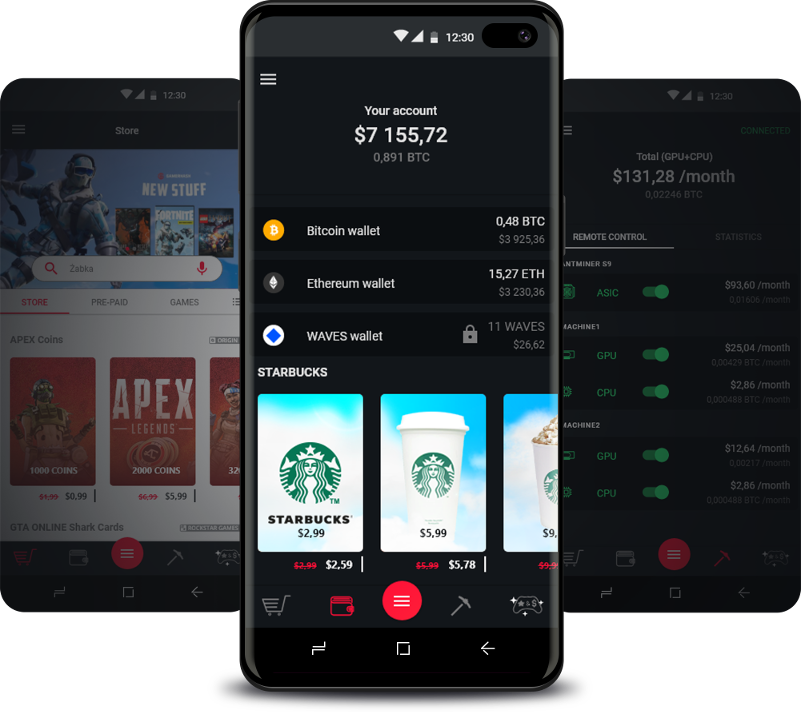 12:30
Store
NEW STUFF
FORTNITE
Żabka
STORE
PRE-PAID
GAMES
APEX Coins
ORIGIN
1000 COINS
APEX
LEGENDS
2000 COINS
320
$1,99 $0,99
$6,99 $5,99
GTA ONLINE Shark Cards
ROCKSTAR GAMES
12:30
Your account
$7 155,72
0,891 BTC
Bitcoin wallet
0,48 BTC
$3 925,36
Ethereum wallet
15,27 ETH
$3 230,36
WAVES wallet
11 WAVES
$26,62
STARBUCKS
STARBUCKS
TM
$2,99
$5,99
$9,
$2,99 $2,59
$5,99 $5,78
$9,9
12:30
CONNECTED
Total (GPU+CPU)
$131,28 /month
0,02246 BTC
REMOTE CONTROL
STATISTICS
ANTMINER S9
ASIC
$93,60 /month
0,01606 /month
MACHINE1
GPU
$25,04 /month
0,00429 BTC /month
CPU
$2,86 /month
0,000488 BTC /month
MACHINE2
GPU
$12,64 /month
0,00217 /month
CPU
$2,86 /month
0,000488 BTC /month